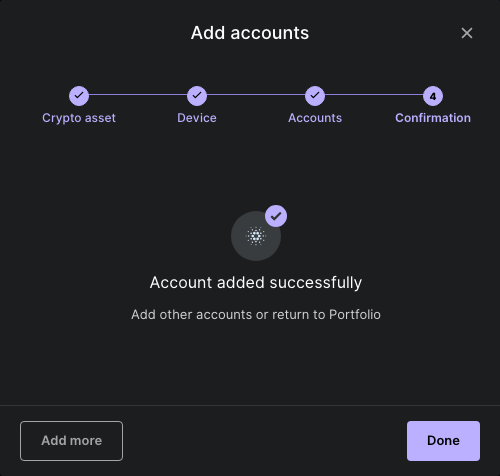 Add accounts
4
Crypto asset
Device
Accounts
Confirmation
Account added successfully
Add other accounts or return to Portfolio
Add more
Done